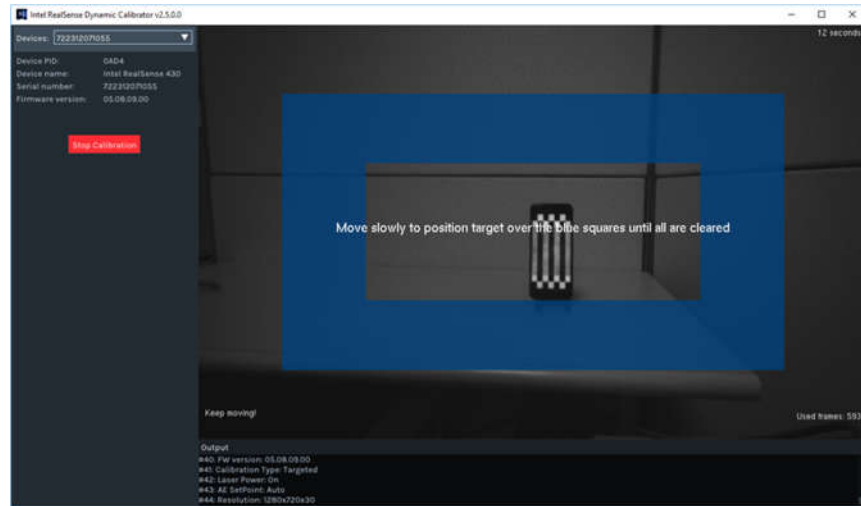 Intel RealSense Dynamic Calibrator v2.5.0.0
Devices: 722312071055
12 seconds
Device PID: 0AD4
Device name: Intel RealSense 430
Serial number: 722312071055
Firmware version: 05.08.09.00
Stop Calibration
Move slowly to position target over the blue squares until all are cleared
Keep moving!
Used frames: 593
Output
#40: FW version: 05.08.09.00
#41: Calibration Type: Targeted
#42: Laser Power: On
#43: AE SetPoint: Auto
#44: Resolution: 1280x720x30